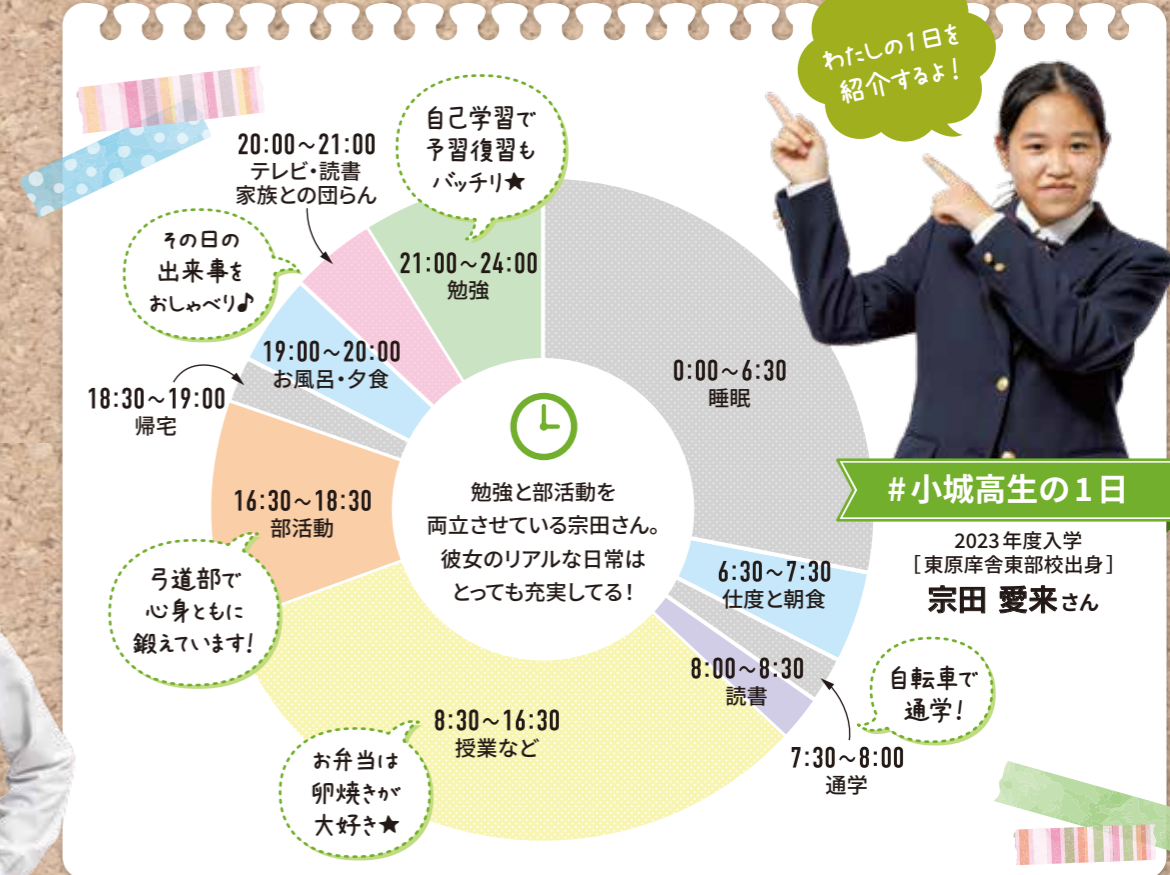 わたしの1日を
紹介するよ!
自己学習で
予習復習も
バッチリ★
20:00～21:00
テレビ・読書
家族との団らん
その日の
出来事を
おしゃべり♪
21:00～24:00
勉強
19:00～20:00
お風呂・夕食
18:30～19:00
帰宅
0:00～6:30
睡眠
勉強と部活動を
両立させている宗田さん。
彼女のリアルな日常は
とっても充実してる!
16:30～18:30
部活動
弓道部で
心身ともに
鍛えています!
#小城高生の1日
2023年度入学
[東原庠舎東部校出身]
宗田 愛来さん
6:30～7:30
仕度と朝食
8:00～8:30
読書
自転車で
通学!
7:30～8:00
通学
8:30～16:30
授業など
お弁当は
卵焼きが
大好き★